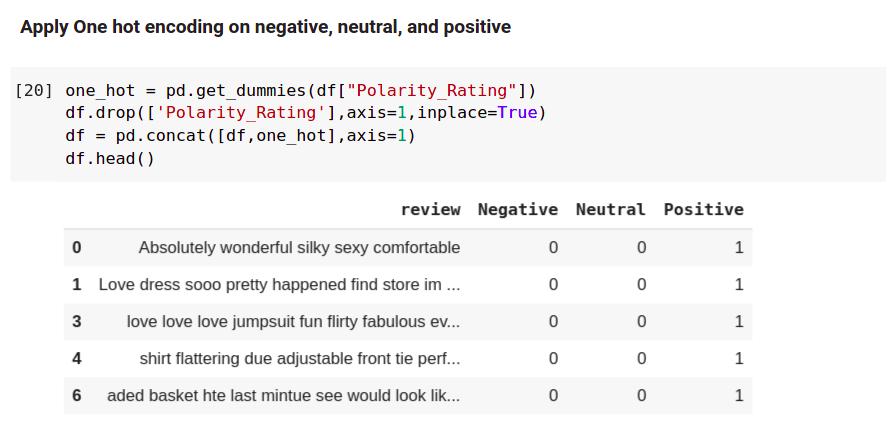 Apply One hot encoding on negative, neutral, and positive
[20] one_hot = pd.get_dummies(df["Polarity_Rating"])
df.drop(['Polarity_Rating'],axis=1,inplace=True)
df = pd.concat([df,one_hot],axis=1)
df.head()
review Negative Neutral Positive
0 Absolutely wonderful silky sexy comfortable 0 0 1
1 Love dress sooo pretty happened find store im ... 0 0 1
3 love love love jumpsuit fun flirty fabulous ev... 0 0 1
4 shirt flattering due adjustable front tie perf... 0 0 1
6 aded basket hte last mintue see would look lik... 0 0 1